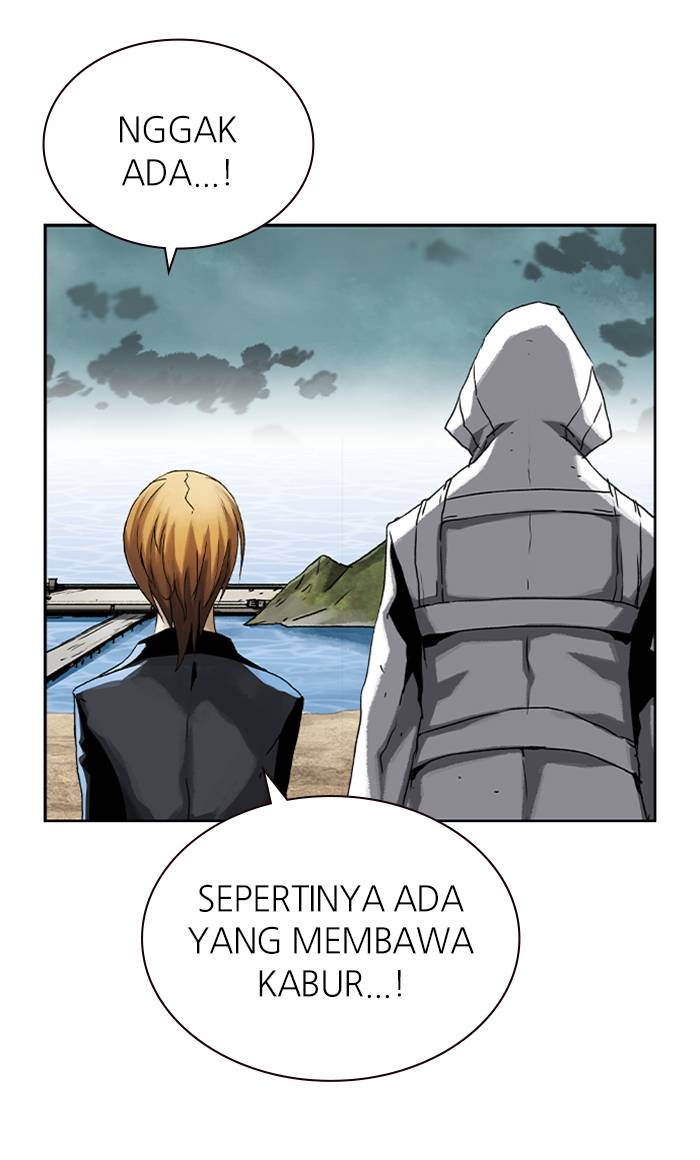 NGGAK
ADA...!
SEPERTINYA ADA
YANG MEMBAWA
KABUR...!